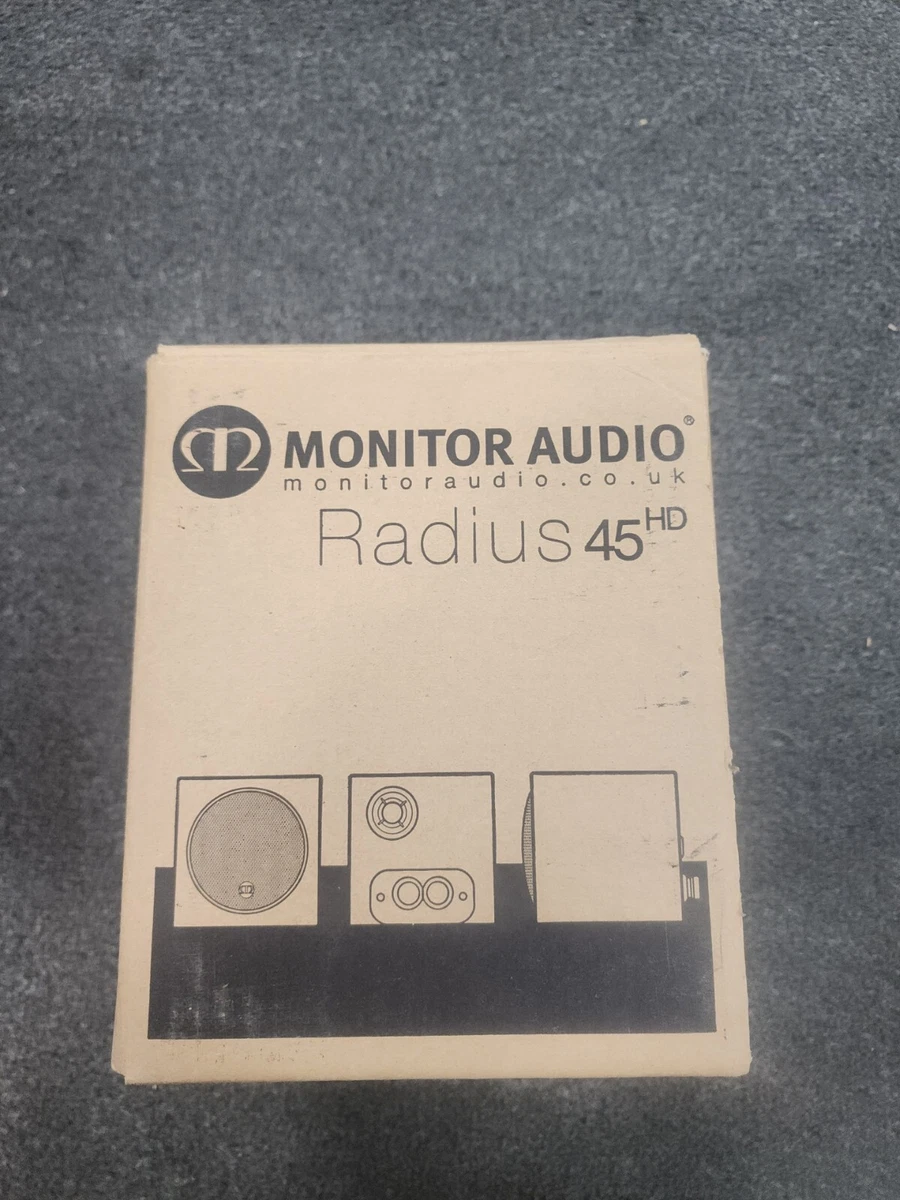 MONITOR AUDIO®
monitoraudio.co.uk
Radius 45HD